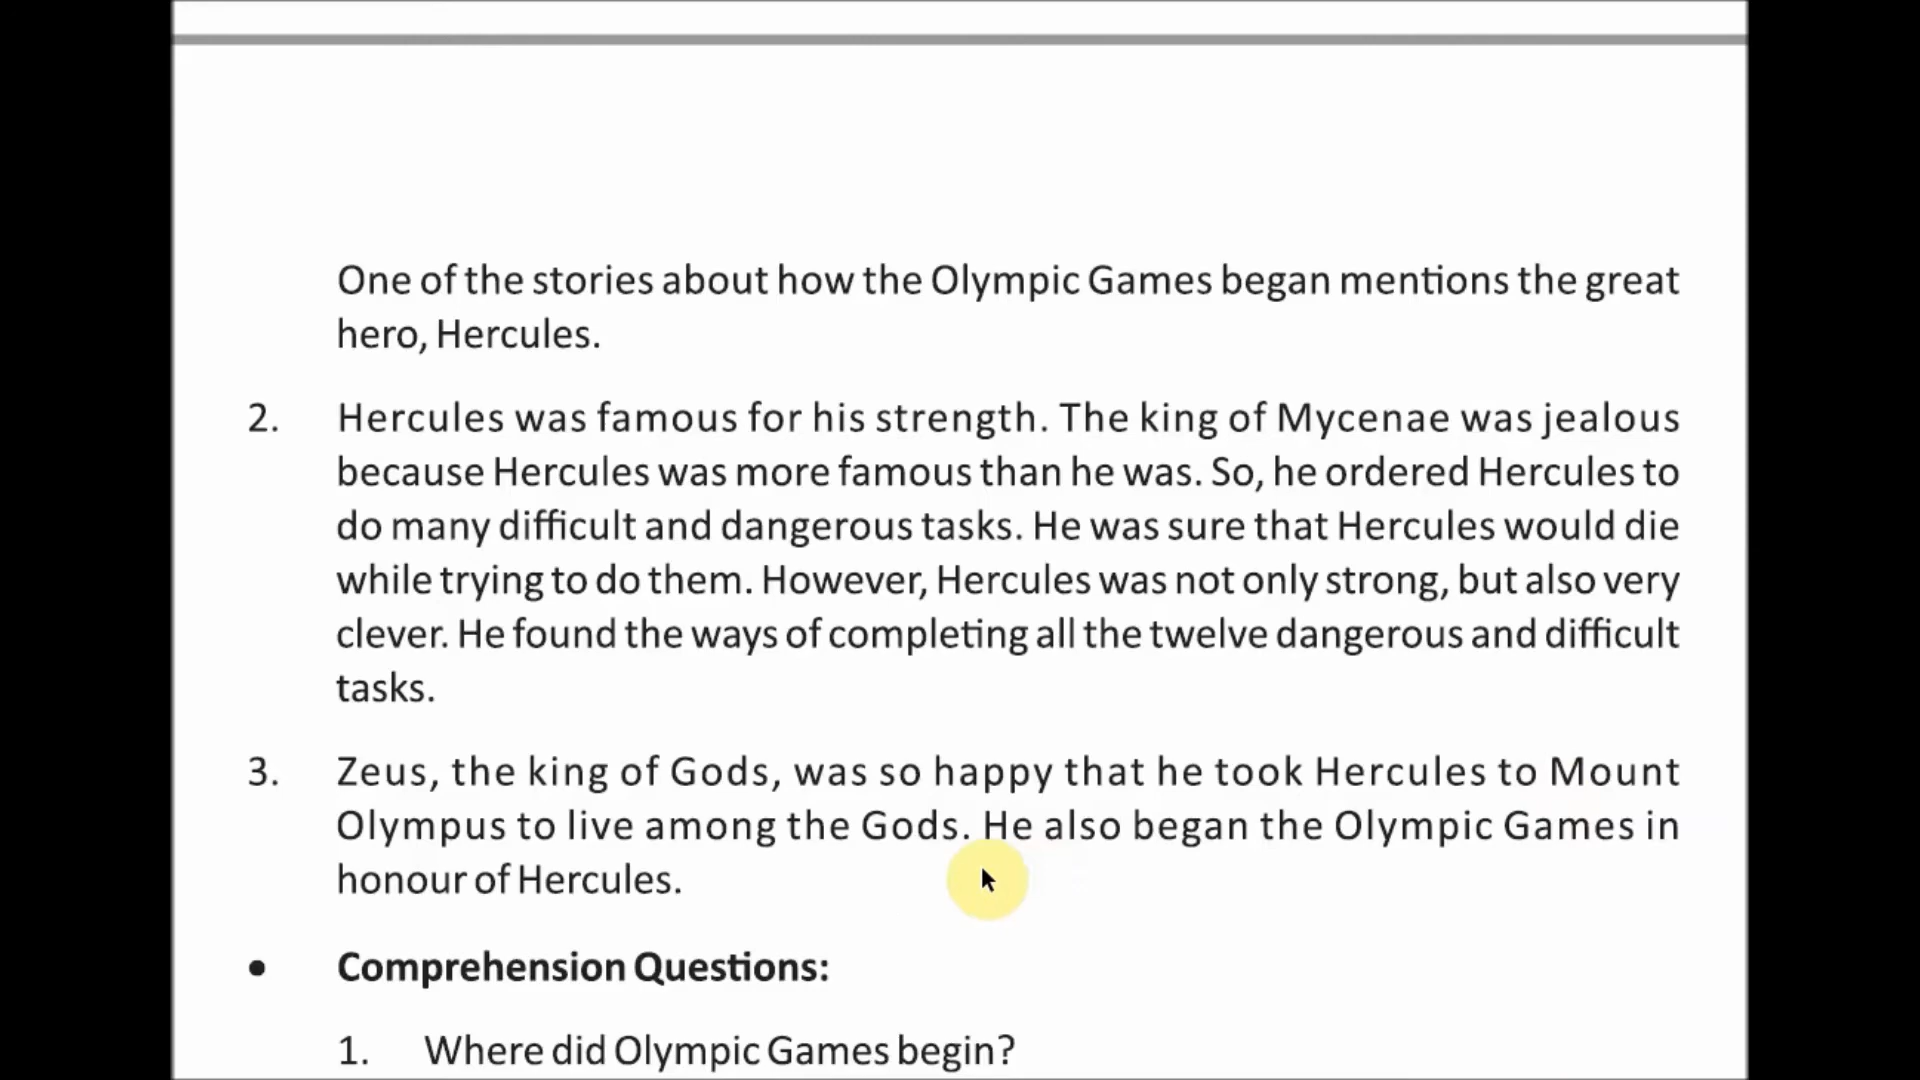 One of the stories about how the Olympic Games began mentions the great
hero, Hercules.
2. Hercules was famous for his strength. The king of Mycenae was jealous
because Hercules was more famous than he was. So, he ordered Hercules to
do many difficult and dangerous tasks. He was sure that Hercules would die
while trying to do them. However, Hercules was not only strong, but also very
clever. He found the ways of completing all the twelve dangerous and difficult
tasks.
3. Zeus, the king of Gods, was so happy that he took Hercules to Mount
Olympus to live among the Gods. He also began the Olympic Games in
honour of Hercules.
• Comprehension Questions:
1. Where did Olympic Games begin?